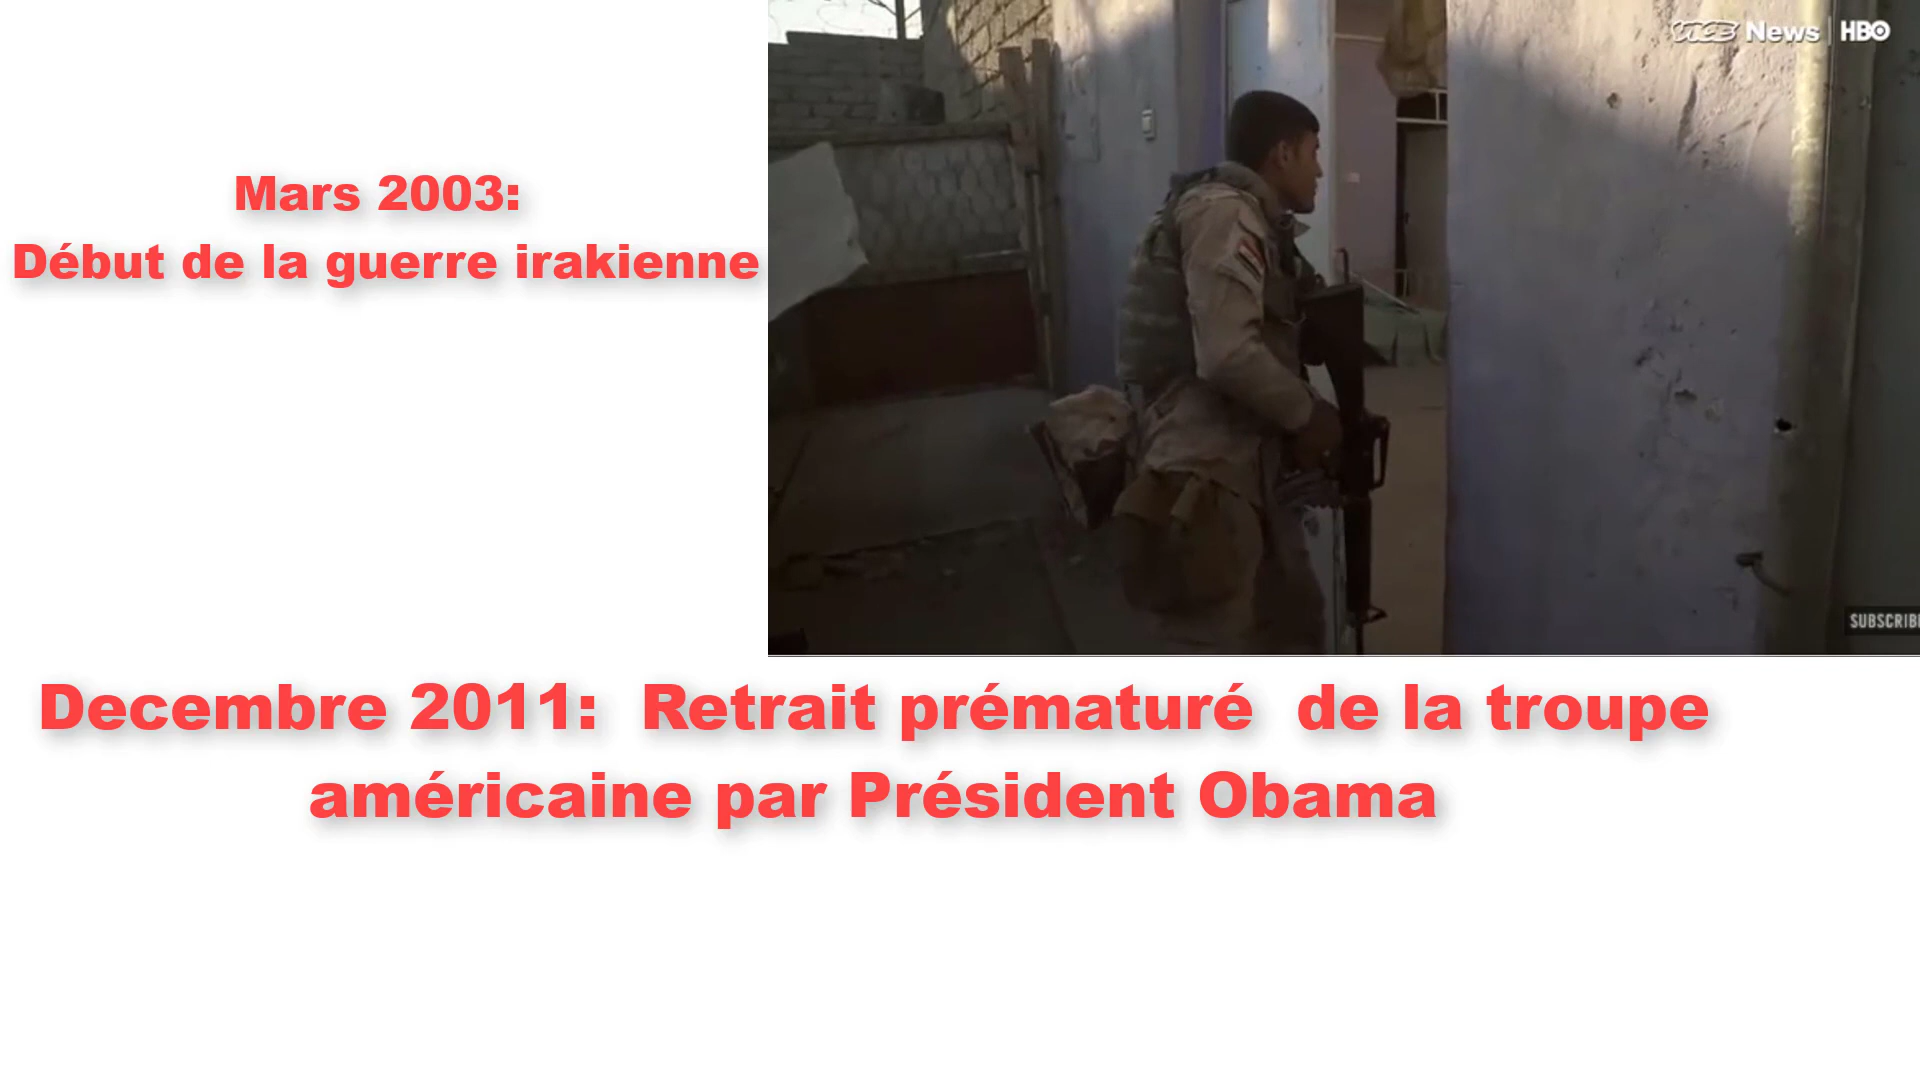 VICE News | HBO
Mars 2003:
Début de la guerre irakienne
SUBSCRIBE
Decembre 2011:  Retrait prématuré  de la troupe
américaine par Président Obama